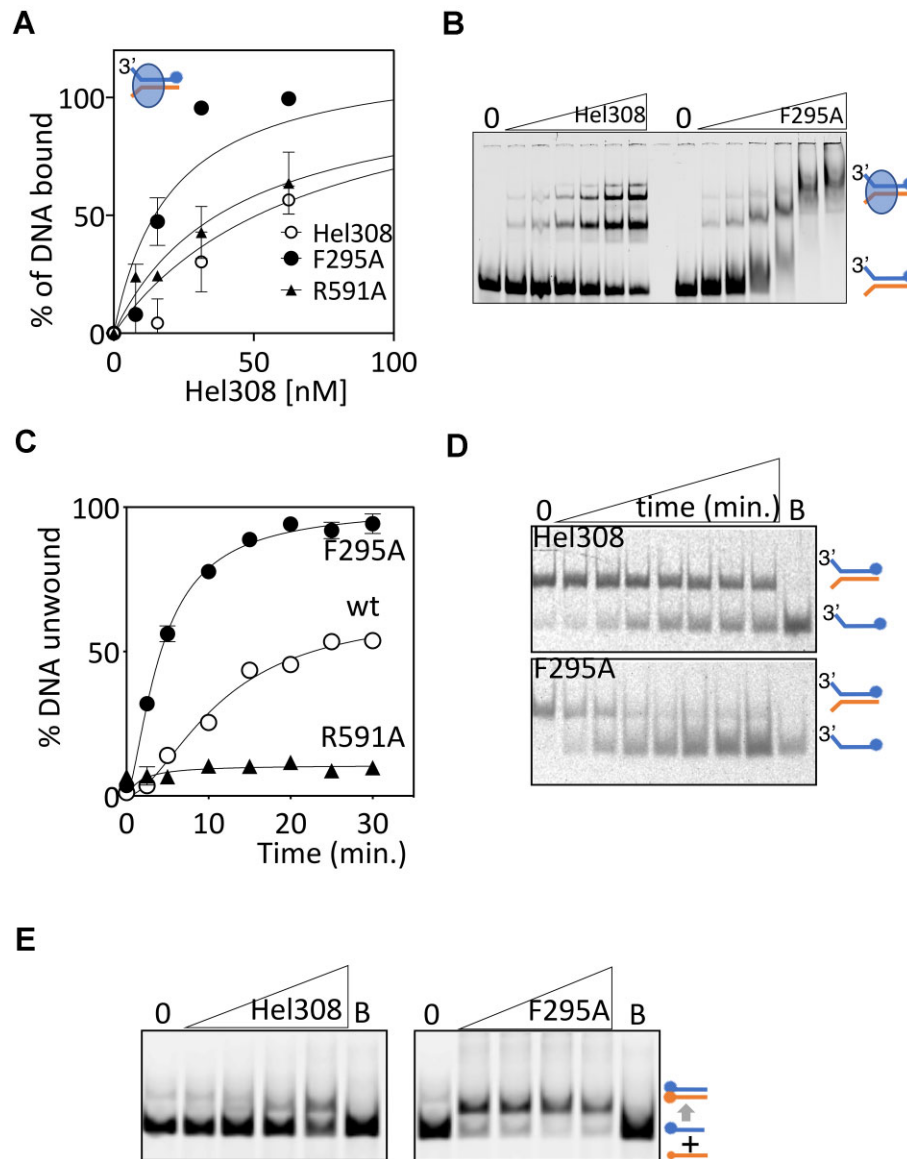 A
3'
100
50
0
% of DNA bound
Hel308
F295A
R591A
0 50 100
Hel308 [nM]
B
0 Hel308 0 F295A
3'
3'
C
100
50
0
% DNA unwound
F295A
wt
R591A
0 10 20 30
Time (min.)
D
0 time (min.) B
Hel308
3'
3'
F295A
3'
3'
E
0 Hel308 B 0 F295A B
+